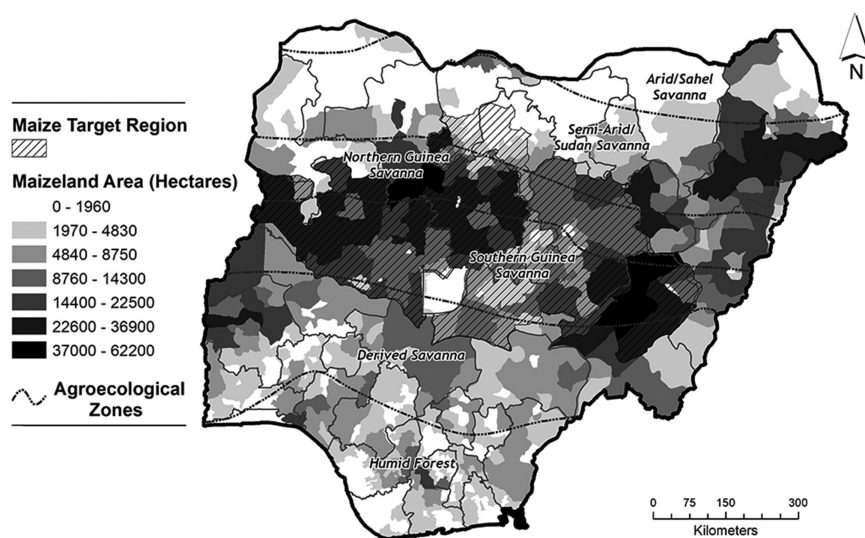 Maize Target Region
Maizeland Area (Hectares)
0 - 1960
1970 - 4830
4840 - 8750
8760 - 14300
14400 - 22500
22600 - 36900
37000 - 62200
Agroecological
Zones
N
Arid/Sahel
Savanna
Semi-Arid/
Sudan Savanna
Northern Guinea
Savanna
Southern Guinea
Savanna
Derived Savanna
Humid Forest
0 75 150 300
Kilometers